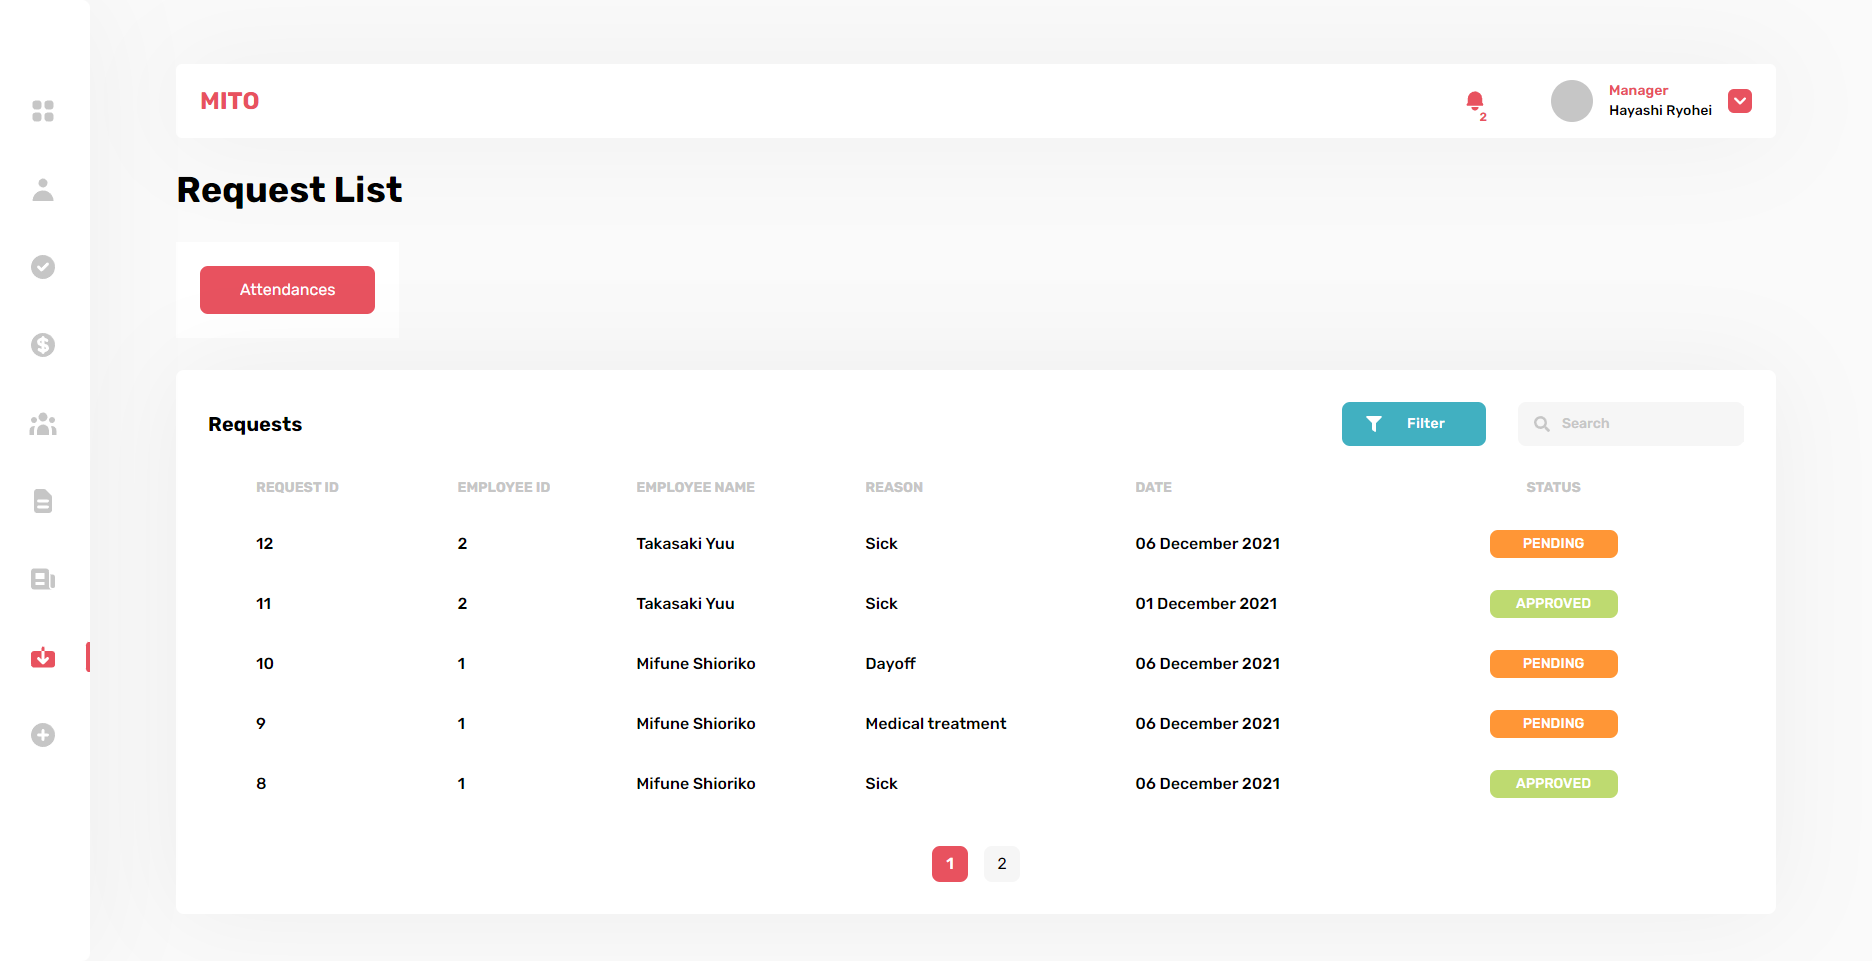 MITO
2
Manager
Hayashi Ryohei
Request List
Attendances
Requests
Filter
Search
REQUEST ID EMPLOYEE ID EMPLOYEE NAME REASON DATE STATUS
12 2 Takasaki Yuu Sick 06 December 2021 PENDING
11 2 Takasaki Yuu Sick 01 December 2021 APPROVED
10 1 Mifune Shioriko Dayoff 06 December 2021 PENDING
9 1 Mifune Shioriko Medical treatment 06 December 2021 PENDING
8 1 Mifune Shioriko Sick 06 December 2021 APPROVED
1 2